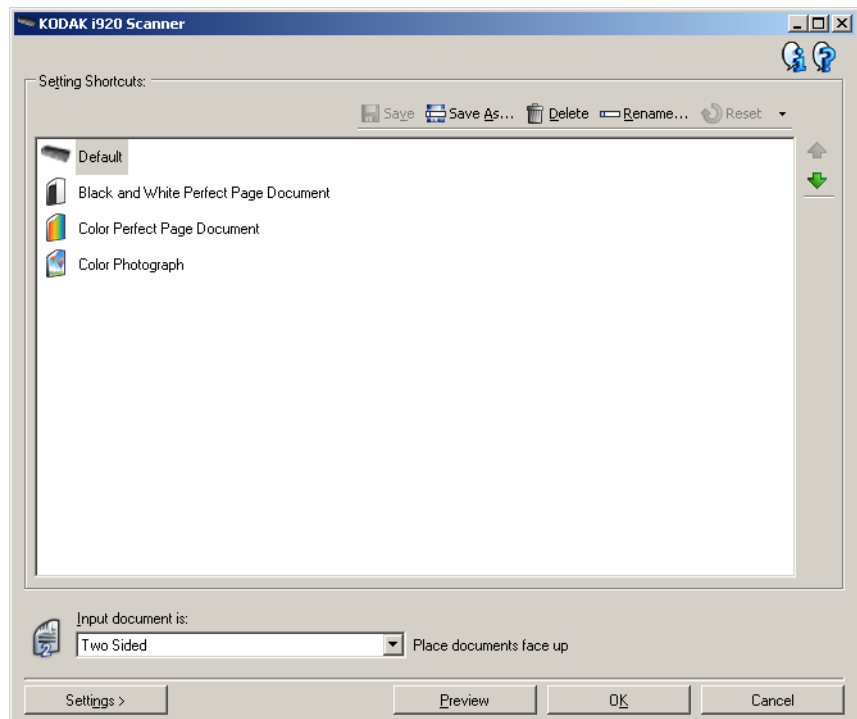 KODAK i920 Scanner
Setting Shortcuts:
Save Save As... Delete Rename... Reset
Default
Black and White Perfect Page Document
Color Perfect Page Document
Color Photograph
Input document is:
2 Two Sided Place documents face up
Settings > Preview OK Cancel